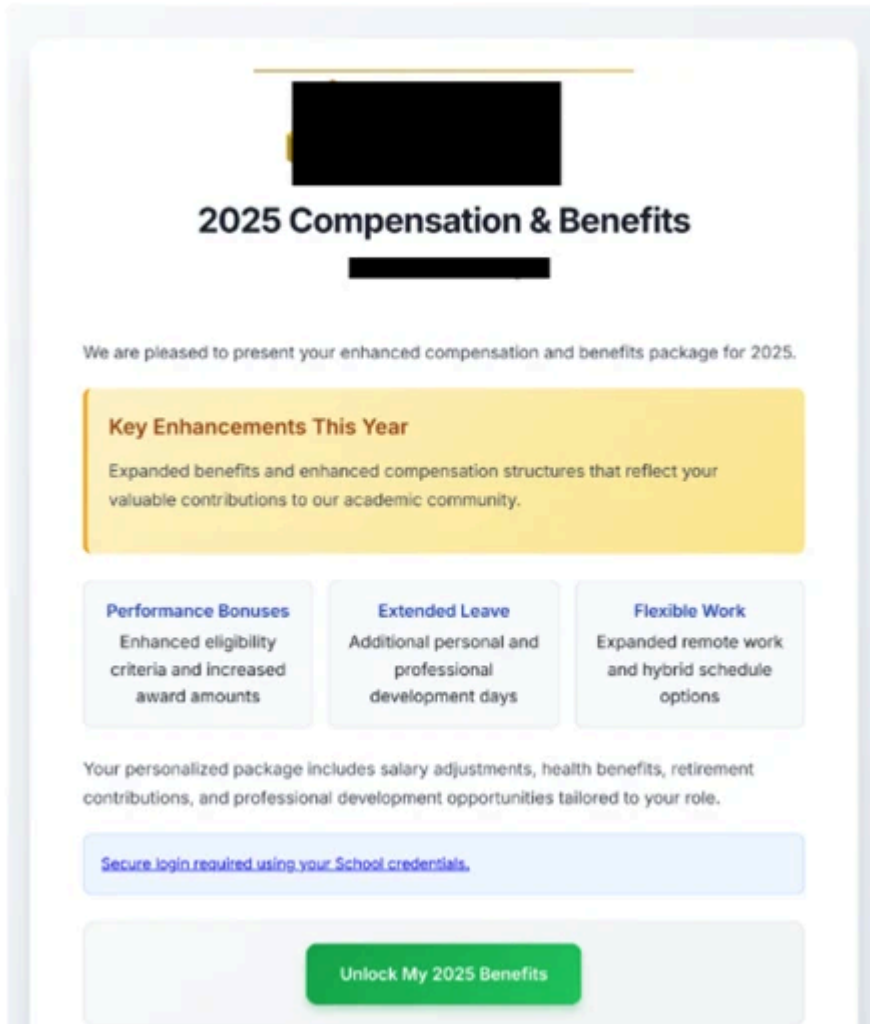 2025 Compensation & Benefits
We are pleased to present your enhanced compensation and benefits package for 2025.
Key Enhancements This Year
Expanded benefits and enhanced compensation structures that reflect your
valuable contributions to our academic community.
Performance Bonuses
Enhanced eligibility
criteria and increased
award amounts
Extended Leave
Additional personal and
professional
development days
Flexible Work
Expanded remote work
and hybrid schedule
options
Your personalized package includes salary adjustments, health benefits, retirement
contributions, and professional development opportunities tailored to your role.
Secure login required using your School credentials.
Unlock My 2025 Benefits